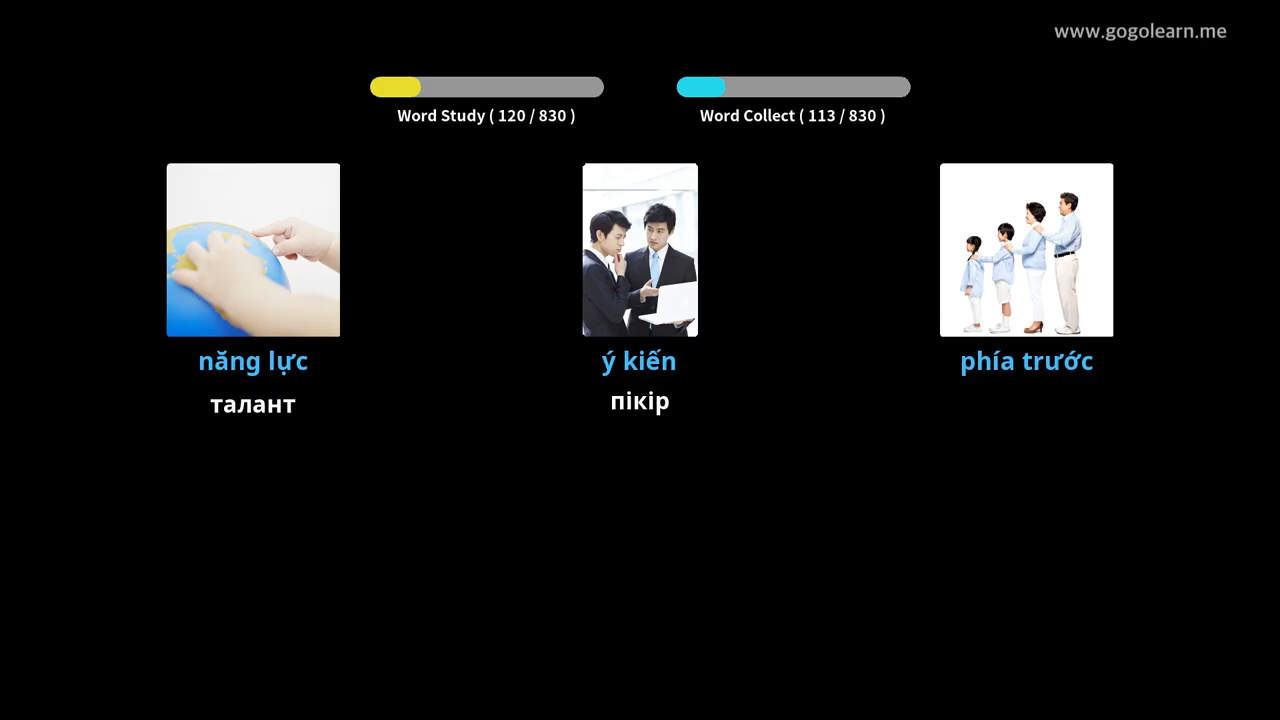 www.gogolearn.me
Word Study ( 120 / 830 )
Word Collect ( 113 / 830 )
năng lực
ý kiến
phía trước
талант
пікір